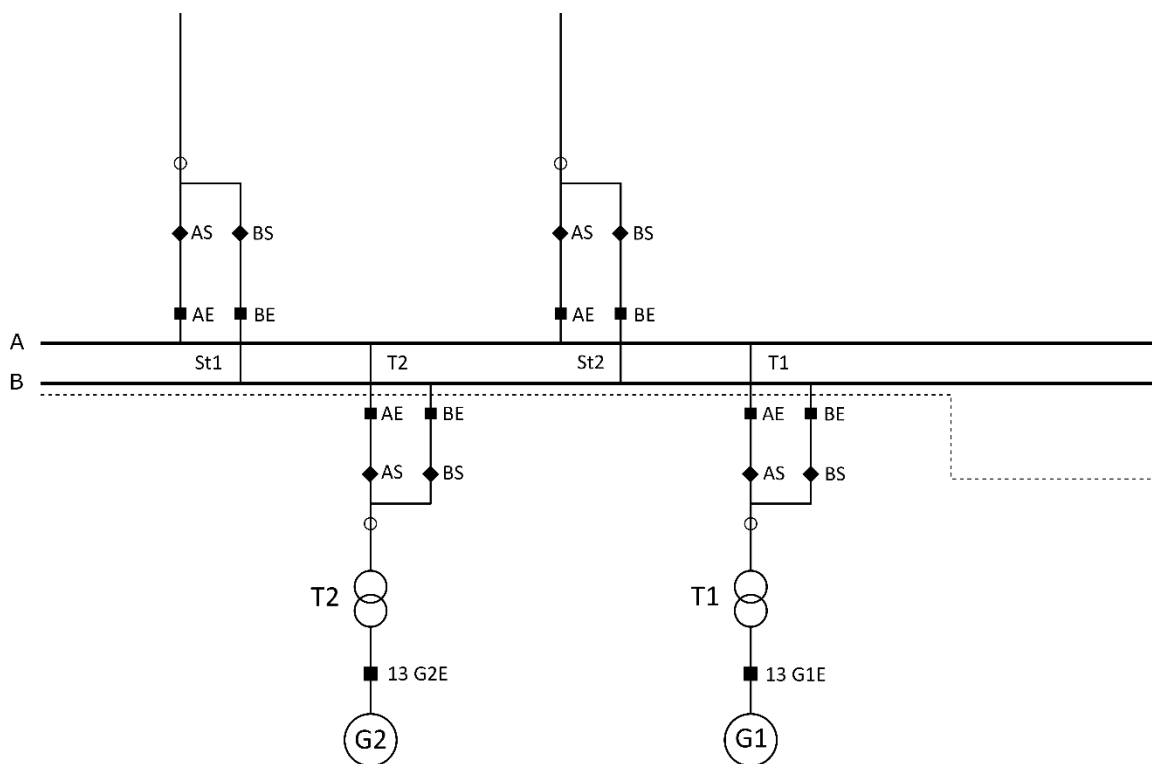 AS BS AS BS
AE BE AE BE
A
St1 T2 St2 T1
B
AE BE AE BE
AS BS AS BS
T2 T1
13 G2E 13 G1E
G2 G1